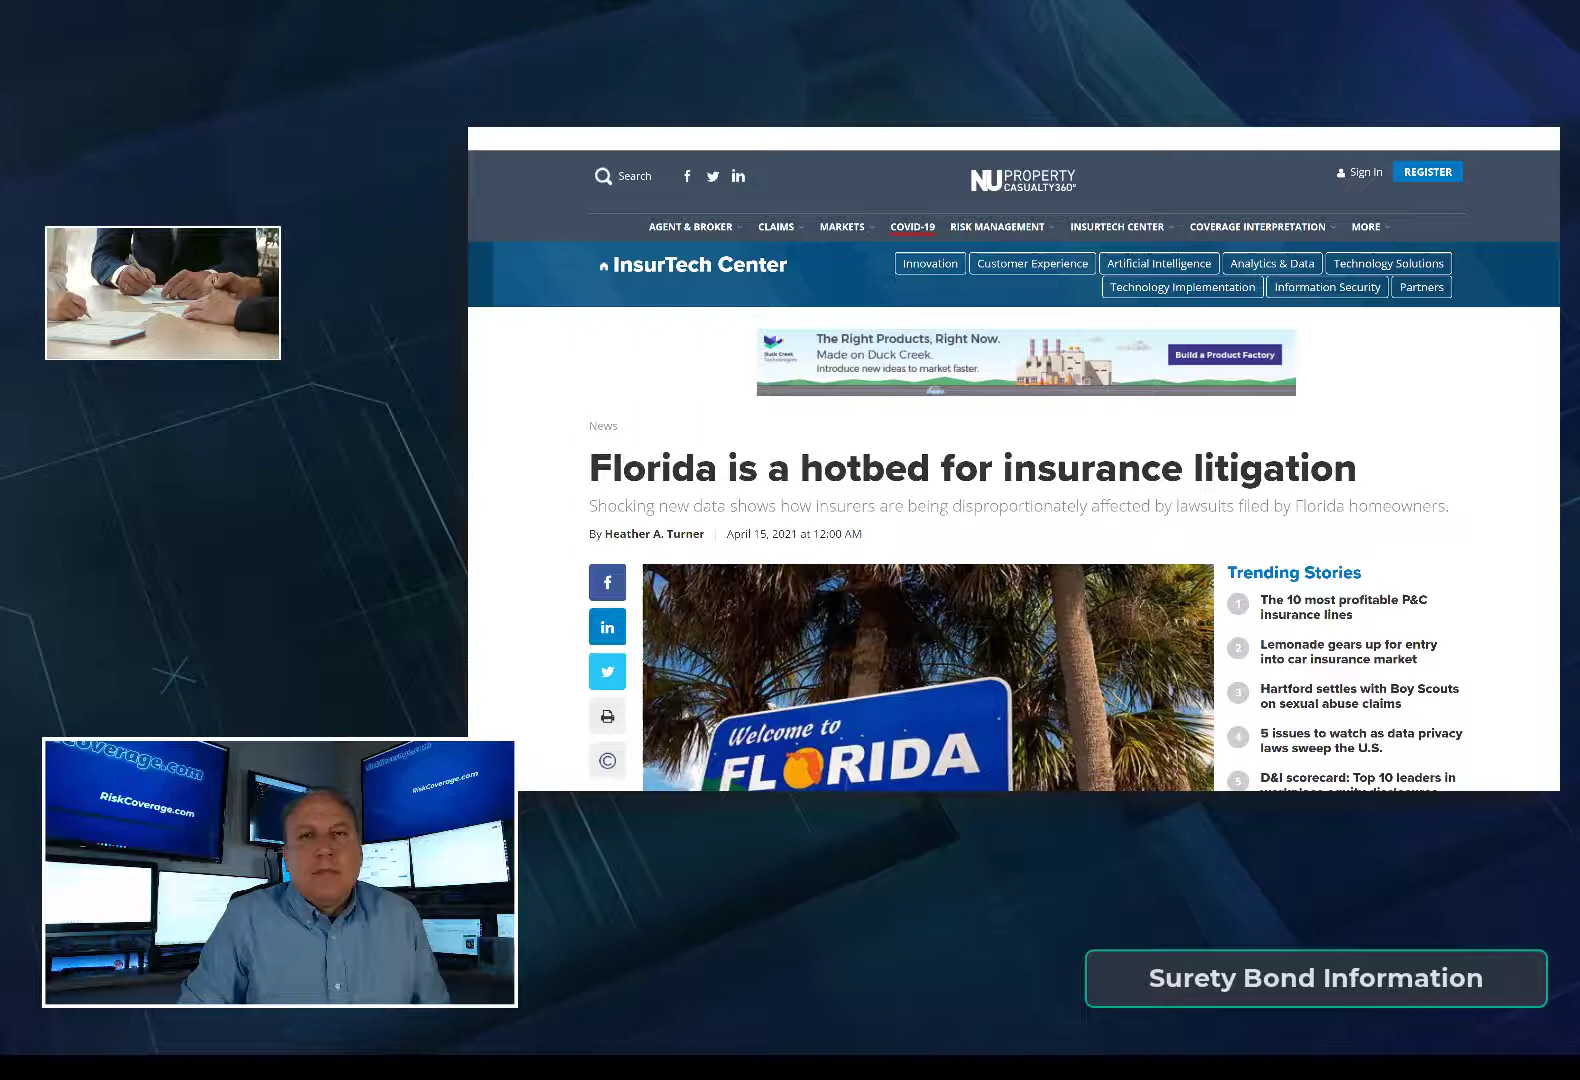 Search
NU PROPERTY
CASUALTY360°
Sign In
REGISTER
AGENT & BROKER
CLAIMS
MARKETS
COVID-19
RISK MANAGEMENT
INSURTECH CENTER
COVERAGE INTERPRETATION
MORE
InsurTech Center
Innovation
Customer Experience
Artificial Intelligence
Analytics & Data
Technology Solutions
Technology Implementation
Information Security
Partners
Duck Creek
Technologies
The Right Products, Right Now.
Made on Duck Creek.
Introduce new ideas to market faster.
Build a Product Factory
News
Florida is a hotbed for insurance litigation
Shocking new data shows how insurers are being disproportionately affected by lawsuits filed by Florida homeowners.
By Heather A. Turner | April 15, 2021 at 12:00 AM
Welcome to
FLORIDA
Trending Stories
1 The 10 most profitable P&C
insurance lines
2 Lemonade gears up for entry
into car insurance market
3 Hartford settles with Boy Scouts
on sexual abuse claims
4 5 issues to watch as data privacy
laws sweep the U.S.
5 D&I scorecard: Top 10 leaders in
Coverage.com
RiskCoverage.com
RiskCoverage.com
Surety Bond Information